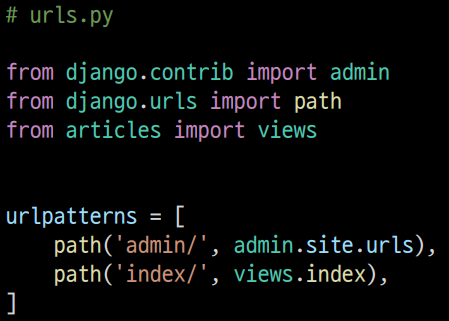 # urls.py

from django.contrib import admin
from django.urls import path
from articles import views


urlpatterns = [
    path('admin/', admin.site.urls),
    path('index/', views.index),
]